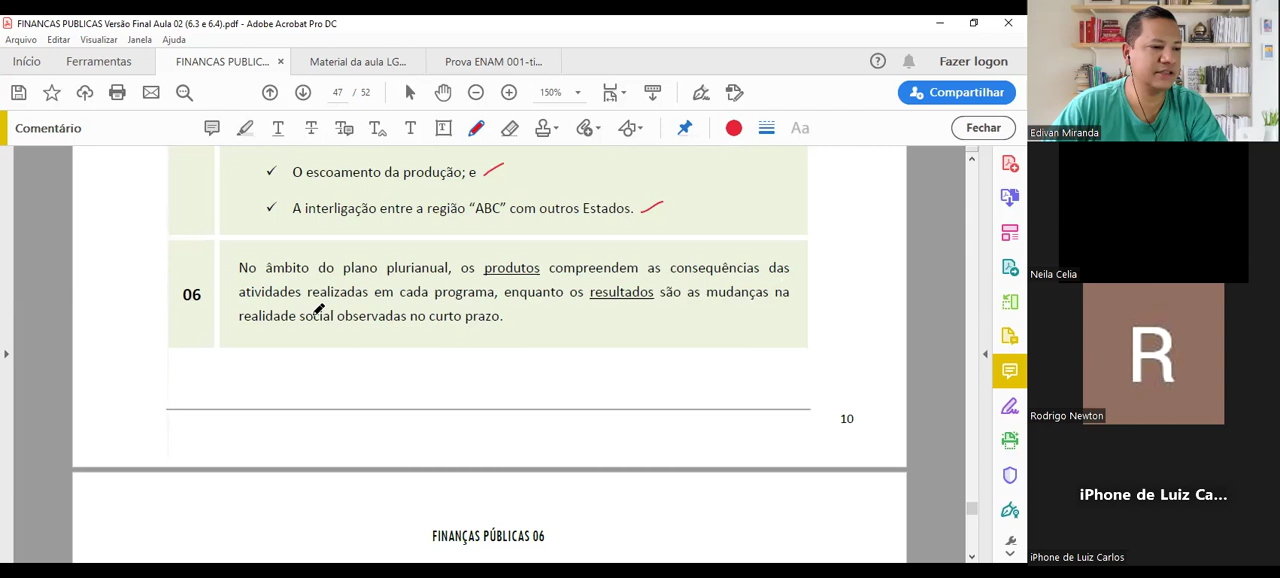 FINANÇAS PUBLICAS Versão Final Aula 02 (6.3 e 6.4).pdf - Adobe Acrobat Pro DC
Arquivo Editar Visualizar Janela Ajuda
Início Ferramentas FINANCAS PUBLIC... × Material da aula LG... Prova ENAM 001-ti... Fazer logon
47 / 52 150% Compartilhar
Comentário Aa Fechar
✓ O escoamento da produção; e
✓ A interligação entre a região “ABC” com outros Estados.
06
No âmbito do plano plurianual, os produtos compreendem as consequências das
atividades realizadas em cada programa, enquanto os resultados são as mudanças na
realidade social observadas no curto prazo.
10
FINANÇAS PÚBLICAS 06
Edivan Miranda
Neila Celia
R
Rodrigo Newton
iPhone de Luiz Ca...
iPhone de Luiz Carlos